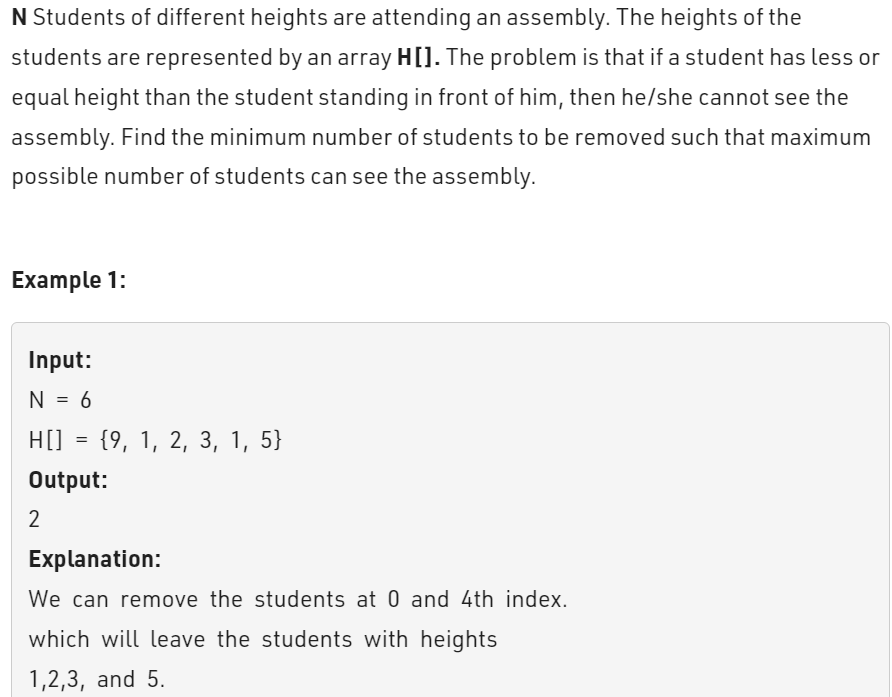 N Students of different heights are attending an assembly. The heights of the
students are represented by an array H[]. The problem is that if a student has less or
equal height than the student standing in front of him, then he/she cannot see the
assembly. Find the minimum number of students to be removed such that maximum
possible number of students can see the assembly.
Example 1:
Input:
N = 6
H[] = {9, 1, 2, 3, 1, 5}
Output:
2
Explanation:
We can remove the students at 0 and 4th index.
which will leave the students with heights
1,2,3, and 5.